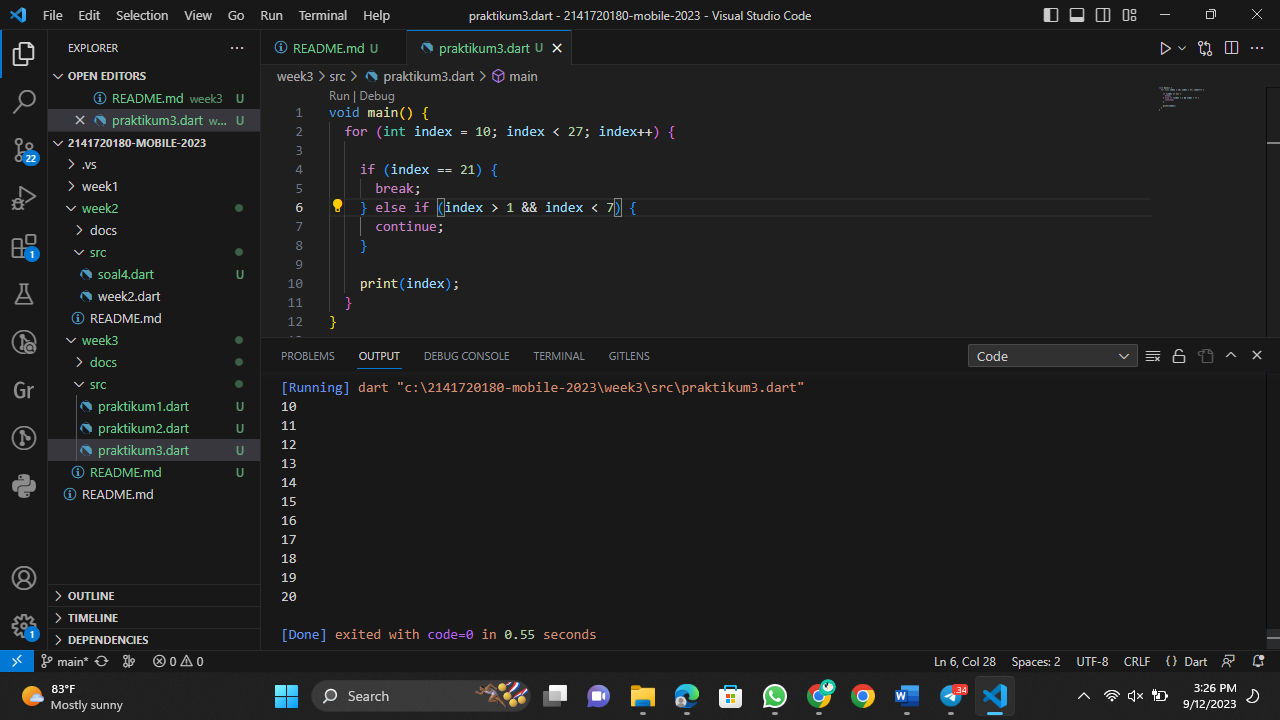 File Edit Selection View Go Run Terminal Help praktikum3.dart - 2141720180-mobile-2023 - Visual Studio Code
EXPLORER
OPEN EDITORS
README.md week3 U
praktikum3.dart w... U
2141720180-MOBILE-2023
.vs
week1
week2
docs
src
soal4.dart U
week2.dart
README.md
week3
docs
src
praktikum1.dart U
praktikum2.dart U
praktikum3.dart U
README.md U
README.md
OUTLINE
TIMELINE
DEPENDENCIES
22
1
Gr
1
README.md U praktikum3.dart U
week3 > src > praktikum3.dart > main
Run | Debug
1 void main() {
2 for (int index = 10; index < 27; index++) {
3
4 if (index == 21) {
5 break;
6 } else if (index > 1 && index < 7) {
7 continue;
8 }
9
10 print(index);
11 }
12 }
PROBLEMS OUTPUT DEBUG CONSOLE TERMINAL GITLENS Code
[Running] dart "c:\2141720180-mobile-2023\week3\src\praktikum3.dart"
10
11
12
13
14
15
16
17
18
19
20
[Done] exited with code=0 in 0.55 seconds
main* 0 0 Ln 6, Col 28 Spaces: 2 UTF-8 CRLF { } Dart
83°F
Mostly sunny
Search
34
3:26 PM
9/12/2023